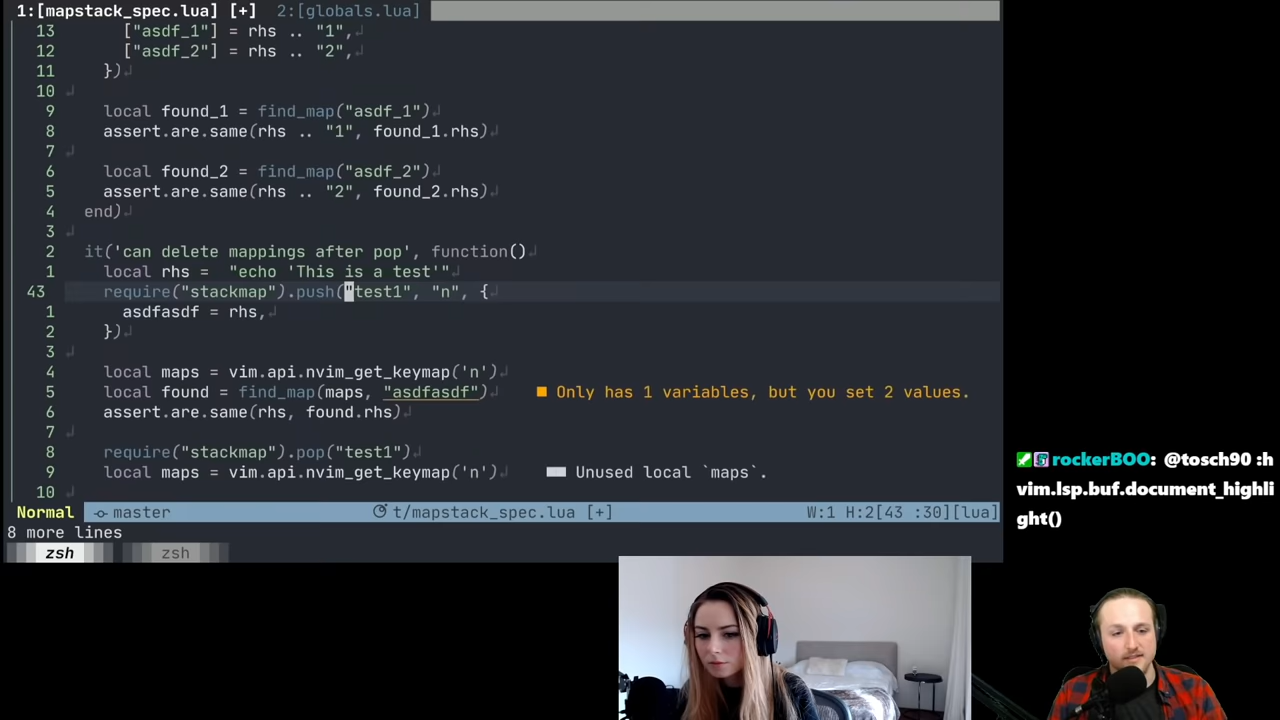 1:[mapstack_spec.lua] [+] 2:[globals.lua]
13 ["asdf_1"] = rhs .. "1",
12 ["asdf_2"] = rhs .. "2",
11 })
10
9 local found_1 = find_map("asdf_1")
8 assert.are.same(rhs .. "1", found_1.rhs)
7
6 local found_2 = find_map("asdf_2")
5 assert.are.same(rhs .. "2", found_2.rhs)
4 end)
3
2 it('can delete mappings after pop', function()
1 local rhs = "echo 'This is a test'"
43 require("stackmap").push("test1", "n", {
1 asdfasdf = rhs,
2 })
3
4 local maps = vim.api.nvim_get_keymap('n')
5 local found = find_map(maps, "asdfasdf") ■ Only has 1 variables, but you set 2 values.
6 assert.are.same(rhs, found.rhs)
7
8 require("stackmap").pop("test1")
9 local maps = vim.api.nvim_get_keymap('n') Unused local `maps`.
10
Normal master t/mapstack_spec.lua [+] W:1 H:2[43 :30][lua]
8 more lines
zsh zsh
rockerBOO: @tosch90 :h
vim.lsp.buf.document_highli
ght()